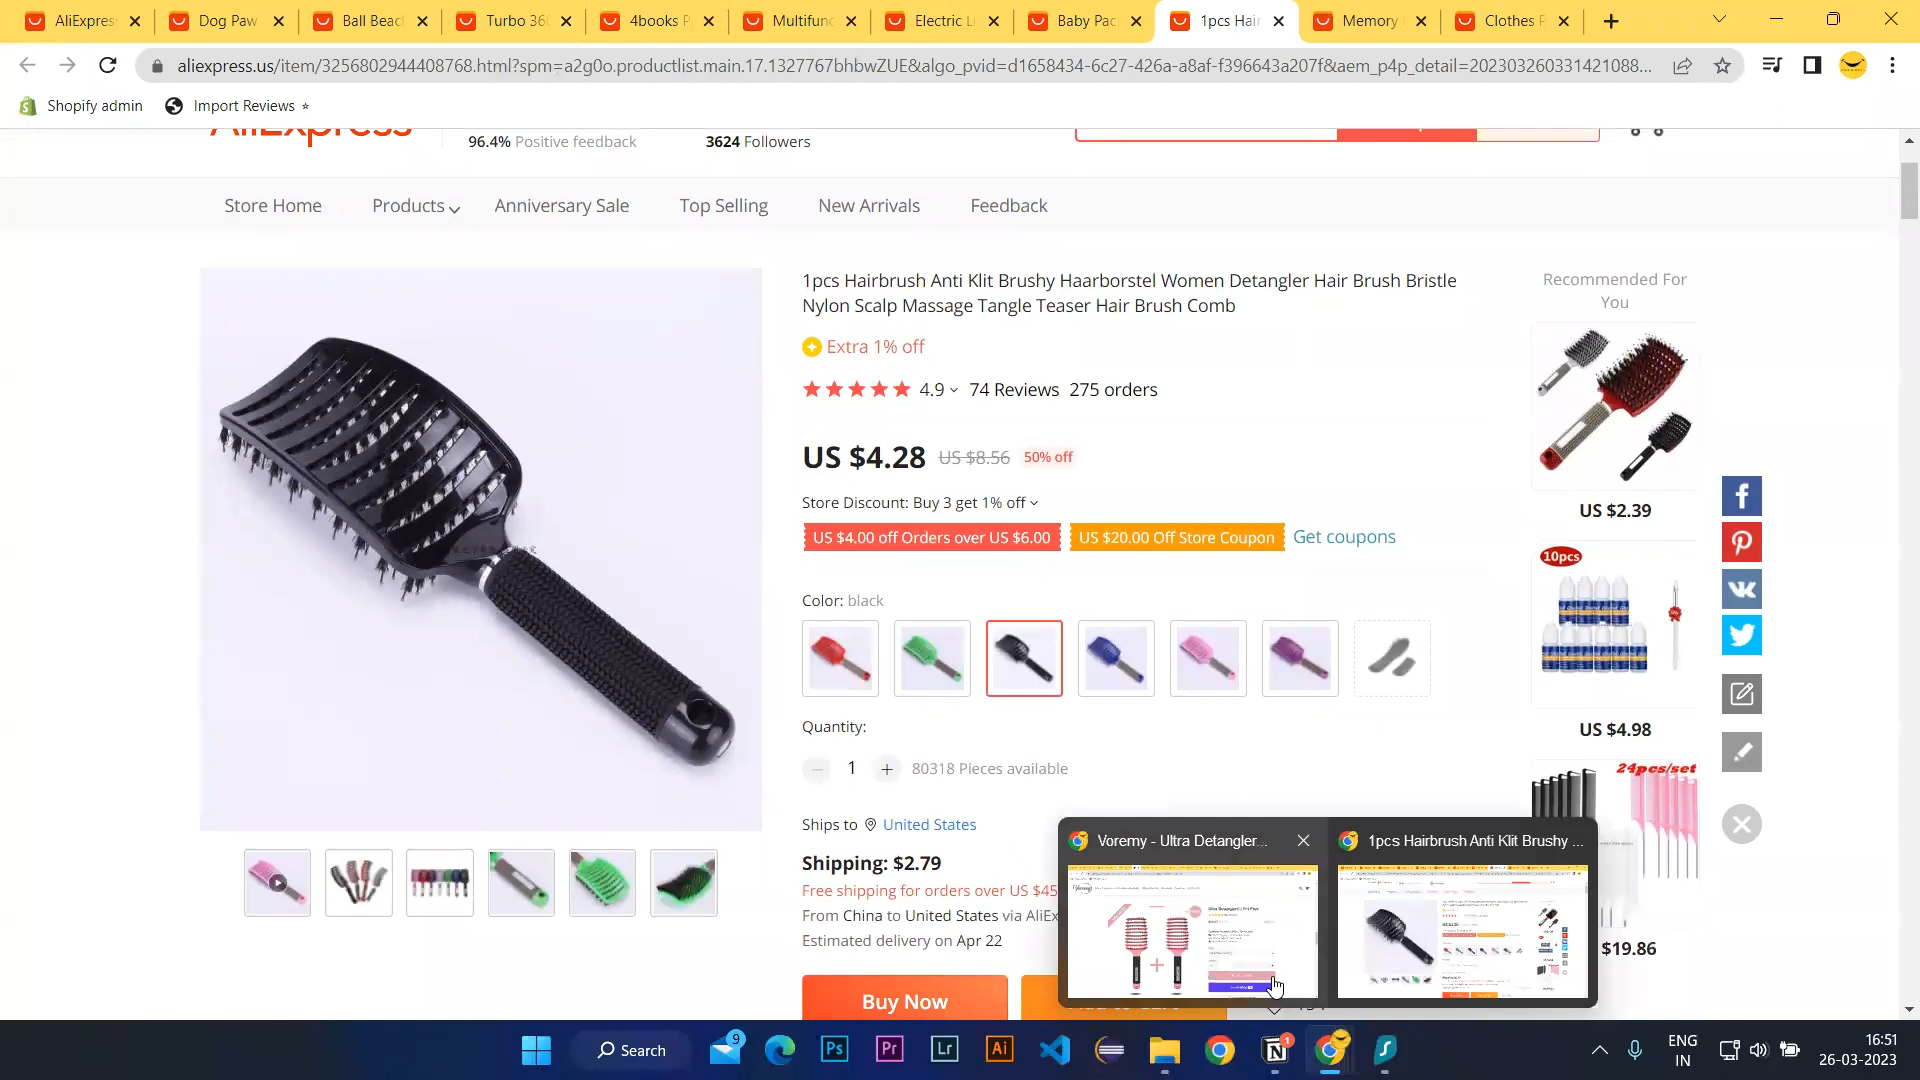 AliExpres
Dog Paw
Ball Beac
Turbo 36
4books P
Multifun
Electric L
Baby Pac
1pcs Hair
Memory
Clothes P
aliexpress.us/item/3256802944408768.html?spm=a2g0o.productlist.main.17.1327767bhbwZUE&algo_pvid=d1658434-6c27-426a-a8af-f396643a207f&aem_p4p_detail=202303260331421088...
Shopify admin
Import Reviews ⭑
AliExpress
96.4% Positive feedback
3624 Followers
Store Home
Products
Anniversary Sale
Top Selling
New Arrivals
Feedback
1pcs Hairbrush Anti Klit Brushy Haarborstel Women Detangler Hair Brush Bristle
Nylon Scalp Massage Tangle Teaser Hair Brush Comb
Extra 1% off
4.9
74 Reviews
275 orders
US $4.28
US $8.56
50% off
Store Discount: Buy 3 get 1% off
US $4.00 off Orders over US $6.00
US $20.00 Off Store Coupon
Get coupons
Color: black
Quantity:
1
80318 Pieces available
Ships to
United States
Shipping: $2.79
Free shipping for orders over US $45
From China to United States via AliEx
Estimated delivery on Apr 22
Buy Now
Recommended For
You
US $2.39
10pcs
US $4.98
24pcs/set
$19.86
Voremy - Ultra Detangler...
1pcs Hairbrush Anti Klit Brushy ...
Search
9
Ps
Pr
Lr
Ai
1
ENG
IN
16:51
26-03-2023